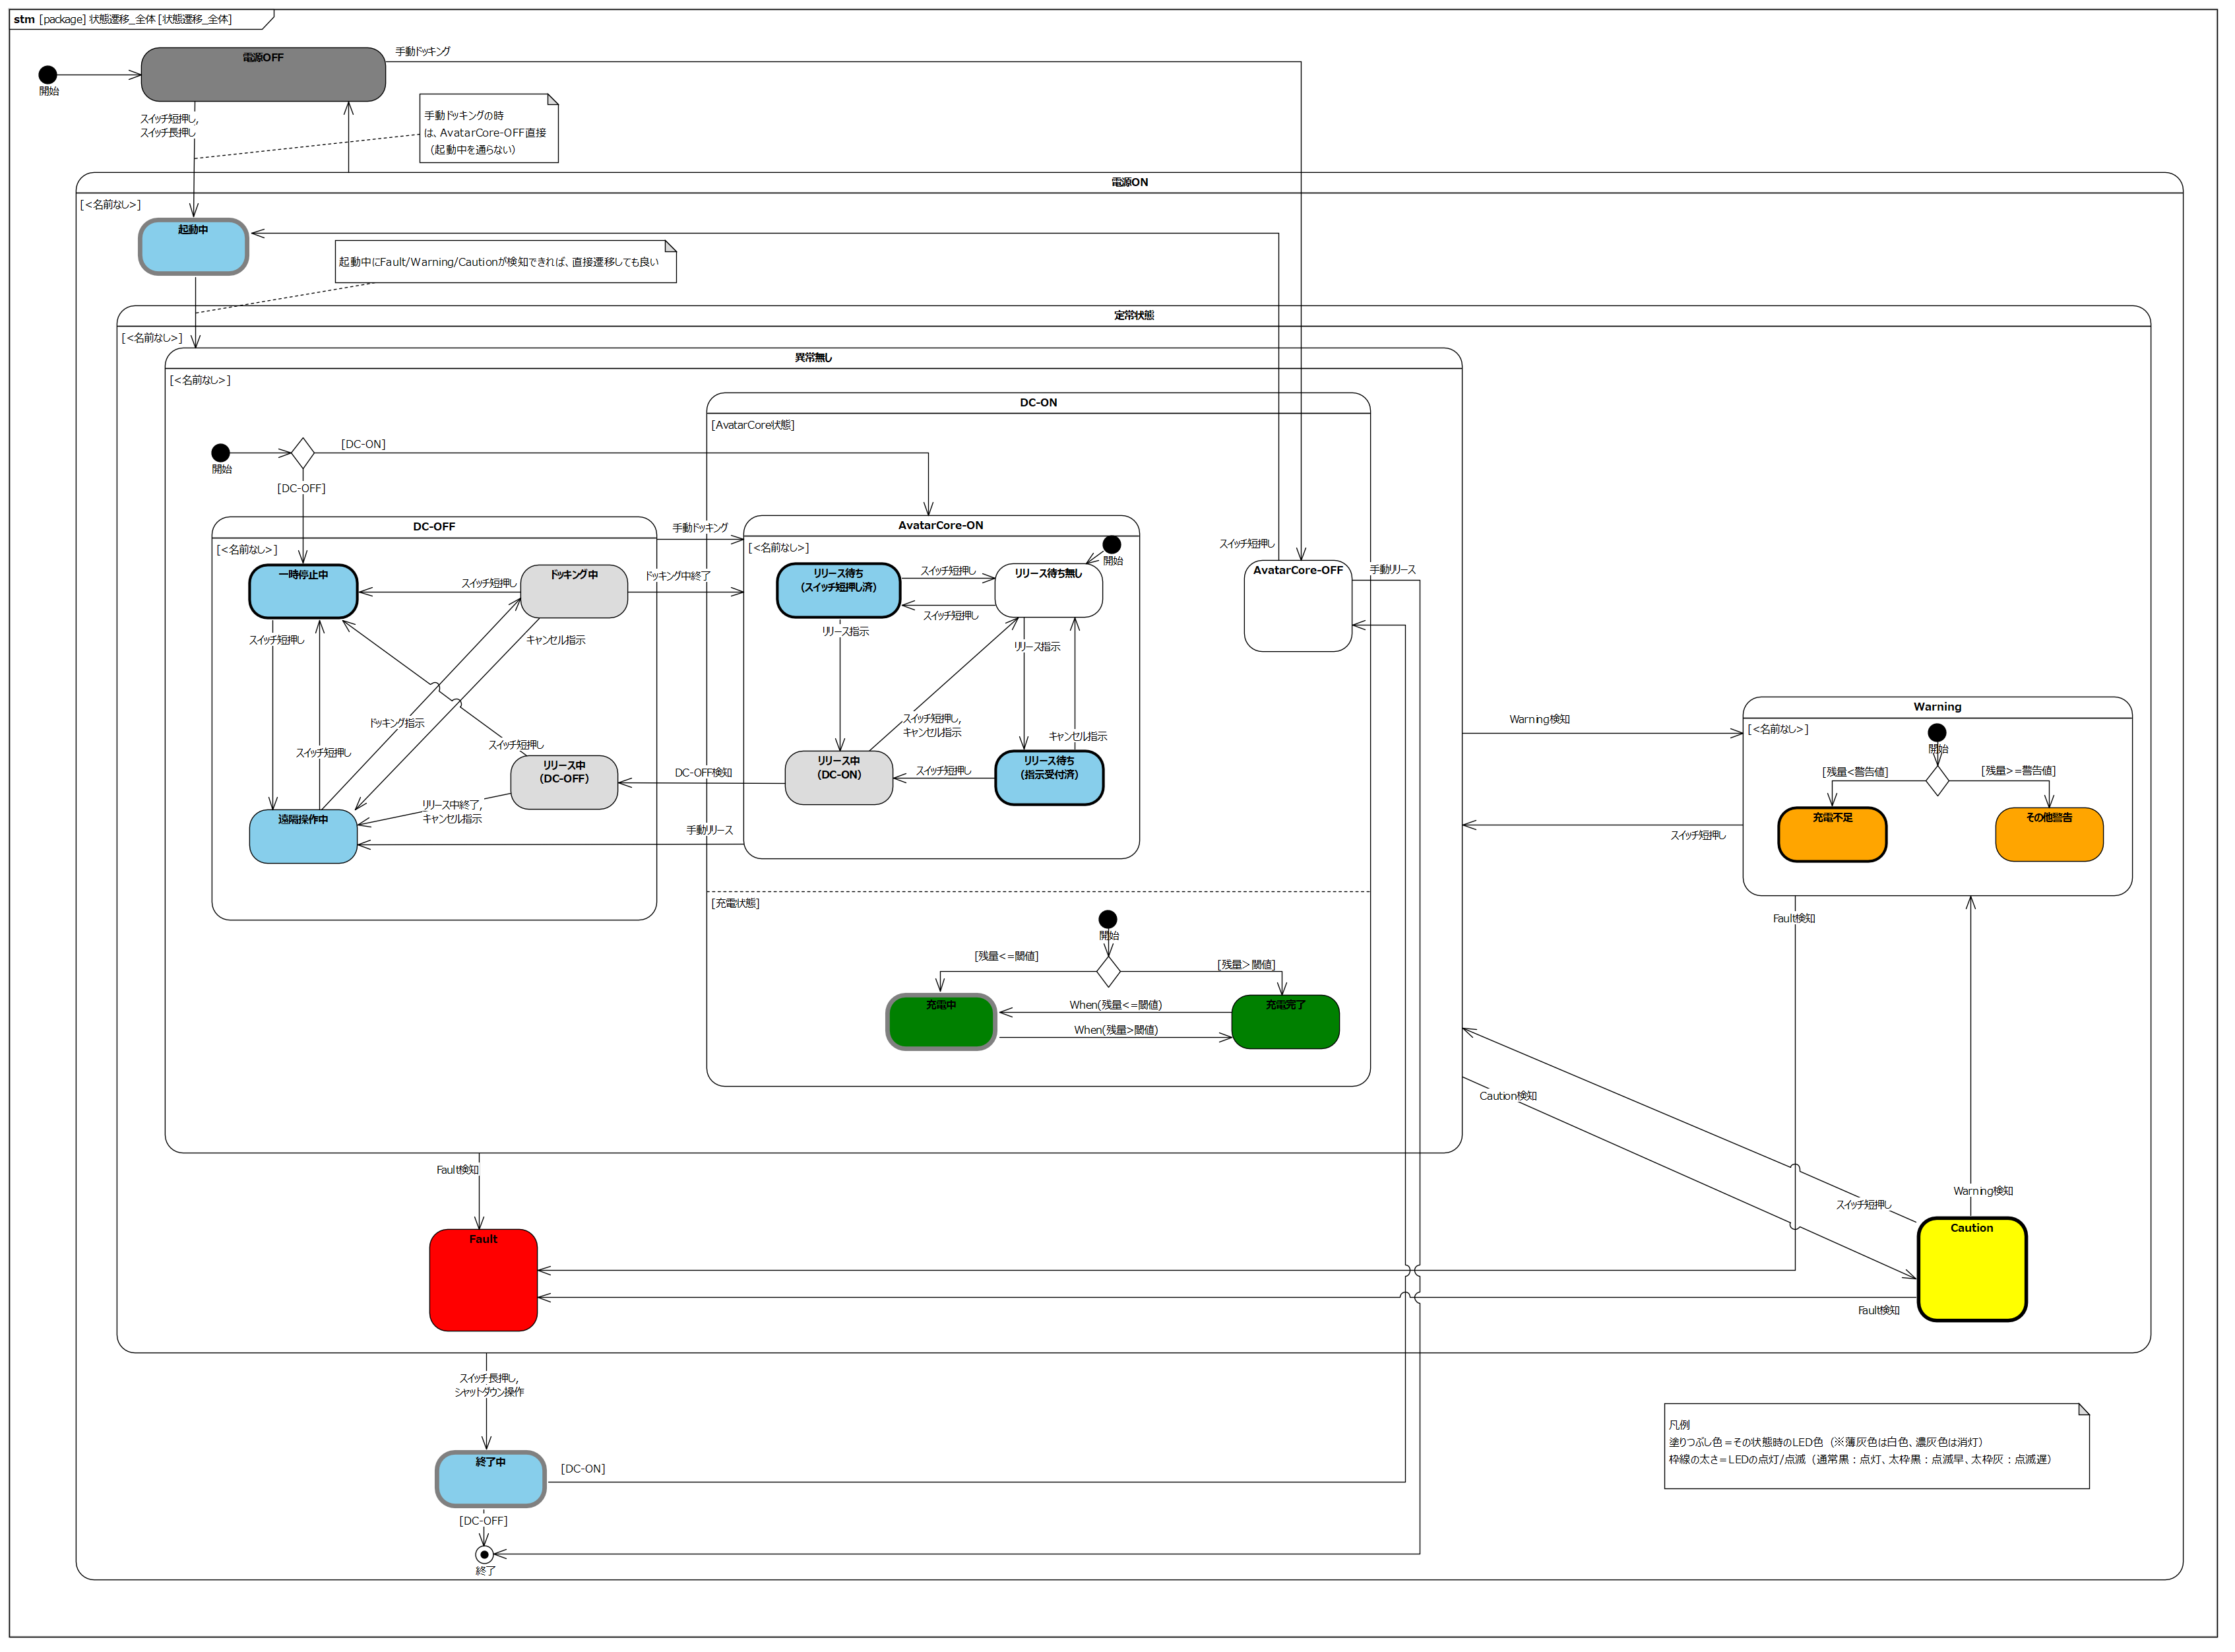 stm [package] 状態遷移_全体 [状態遷移_全体]
電源OFF
手動ドッキング
開始
スイッチ短押し,
スイッチ長押し
手動ドッキングの時
は、AvatarCore-OFF直接
（起動中を通らない）
電源ON
[<名前なし>]
起動中
起動中にFault/Warning/Cautionが検知できれば、直接遷移しても良い
定常状態
[<名前なし>]
異常無し
[<名前なし>]
DC-ON
[AvatarCore状態]
[DC-ON]
開始
[DC-OFF]
DC-OFF
[<名前なし>]
手動ドッキング
AvatarCore-ON
[<名前なし>]
開始
スイッチ短押し
AvatarCore-OFF
手動リリース
一時停止中
スイッチ短押し
ドッキング中
ドッキング中終了
リリース待ち
（スイッチ短押し済）
スイッチ短押し
リリース待ち無し
スイッチ短押し
スイッチ短押し
キャンセル指示
リリース指示
リリース指示
ドッキング指示
スイッチ短押し
スイッチ短押し
スイッチ短押し,
キャンセル指示
キャンセル指示
リリース中
（DC-OFF）
DC-OFF検知
リリース中
（DC-ON）
スイッチ短押し
リリース待ち
（指示受付済）
リリース中終了,
キャンセル指示
遠隔操作中
手動リリース
Warning検知
Warning
[<名前なし>]
開始
[残量<警告値]
[残量>=警告値]
充電不足
その他警告
スイッチ短押し
[充電状態]
開始
[残量<=閾値]
[残量>閾値]
充電中
When(残量<=閾値)
When(残量>閾値)
充電完了
Fault検知
Caution検知
Fault検知
Warning検知
スイッチ短押し
Fault
Caution
Fault検知
スイッチ長押し,
シャットダウン操作
終了中
[DC-ON]
[DC-OFF]
終了
凡例
塗りつぶし色＝その状態時のLED色（※薄灰色は白色、濃灰色は消灯）
枠線の太さ＝LEDの点灯/点滅（通常黒：点灯、太枠黒：点滅早、太枠灰：点滅遅）